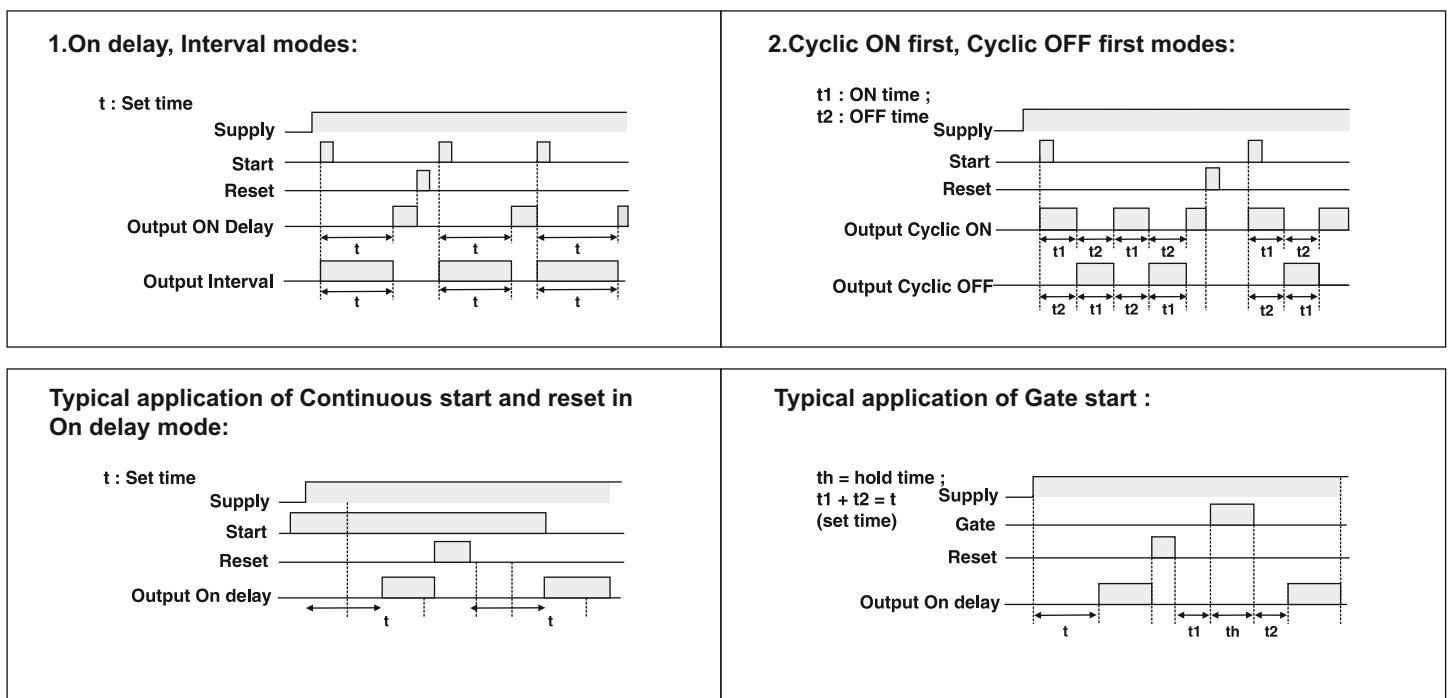 1.On delay, Interval modes:
t : Set time
Supply
Start
Reset
Output ON Delay
t t t
Output Interval
t t t
2.Cyclic ON first, Cyclic OFF first modes:
t1 : ON time ;
t2 : OFF time
Supply
Start
Reset
Output Cyclic ON
t1 t2 t1 t2 t1 t2
Output Cyclic OFF
t2 t1 t2 t1 t2 t1
Typical application of Continuous start and reset in
On delay mode:
t : Set time
Supply
Start
Reset
Output On delay
t t
Typical application of Gate start :
th = hold time ;
t1 + t2 = t
(set time)
Supply
Gate
Reset
Output On delay
t t1 th t2